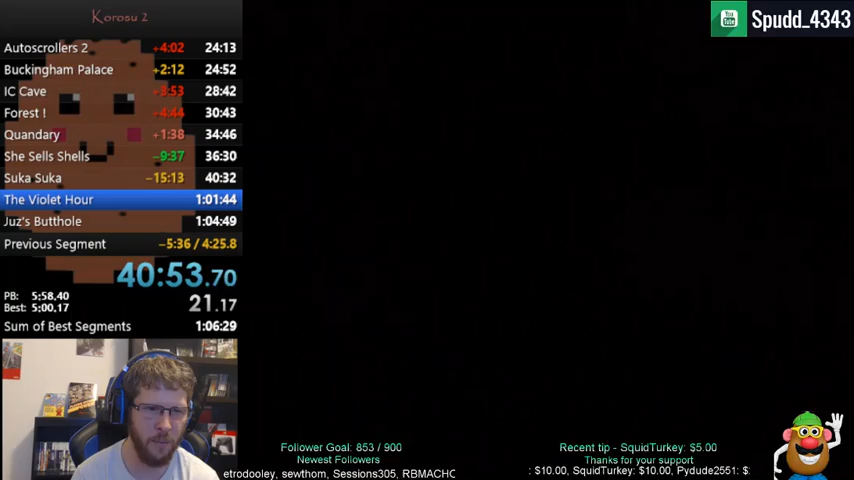 Korosu 2
Spudd_4343
Autoscrollers 2 +4:02 24:13
Buckingham Palace +2:12 24:52
IC Cave +3:53 28:42
Forest ! +4:44 30:43
Quandary +1:38 34:46
She Sells Shells −9:37 36:30
Suka Suka −15:13 40:32
The Violet Hour 1:01:44
Juz's Butthole 1:04:49
Previous Segment −5:36 / 4:25.8
40:53.70
PB: 5:58.40 21.17
Best: 5:00.17
Sum of Best Segments 1:06:29
Follower Goal: 853 / 900
Newest Followers
etrodooley, sewthom, Sessions305, RBMACHO
Recent tip - SquidTurkey: $5.00
Thanks for your support
: $10.00, SquidTurkey: $10.00, Pydude2551: $